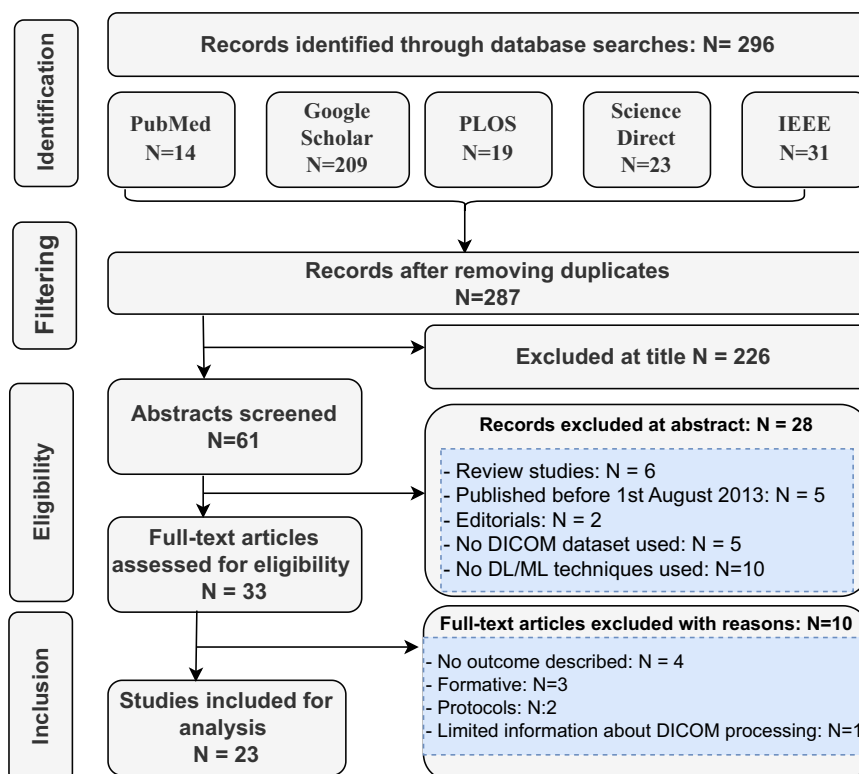 Identification
Records identified through database searches: N= 296
PubMed
N=14
Google
Scholar
N=209
PLOS
N=19
Science
Direct
N=23
IEEE
N=31
Filtering
Records after removing duplicates
N=287
Excluded at title N = 226
Eligibility
Abstracts screened
N=61
Records excluded at abstract: N = 28
- Review studies: N = 6
- Published before 1st August 2013: N = 5
- Editorials: N = 2
- No DICOM dataset used: N = 5
- No DL/ML techniques used: N=10
Full-text articles
assessed for eligibility
N = 33
Inclusion
Full-text articles excluded with reasons: N=10
- No outcome described: N = 4
- Formative: N=3
- Protocols: N:2
- Limited information about DICOM processing: N=1
Studies included for
analysis
N = 23